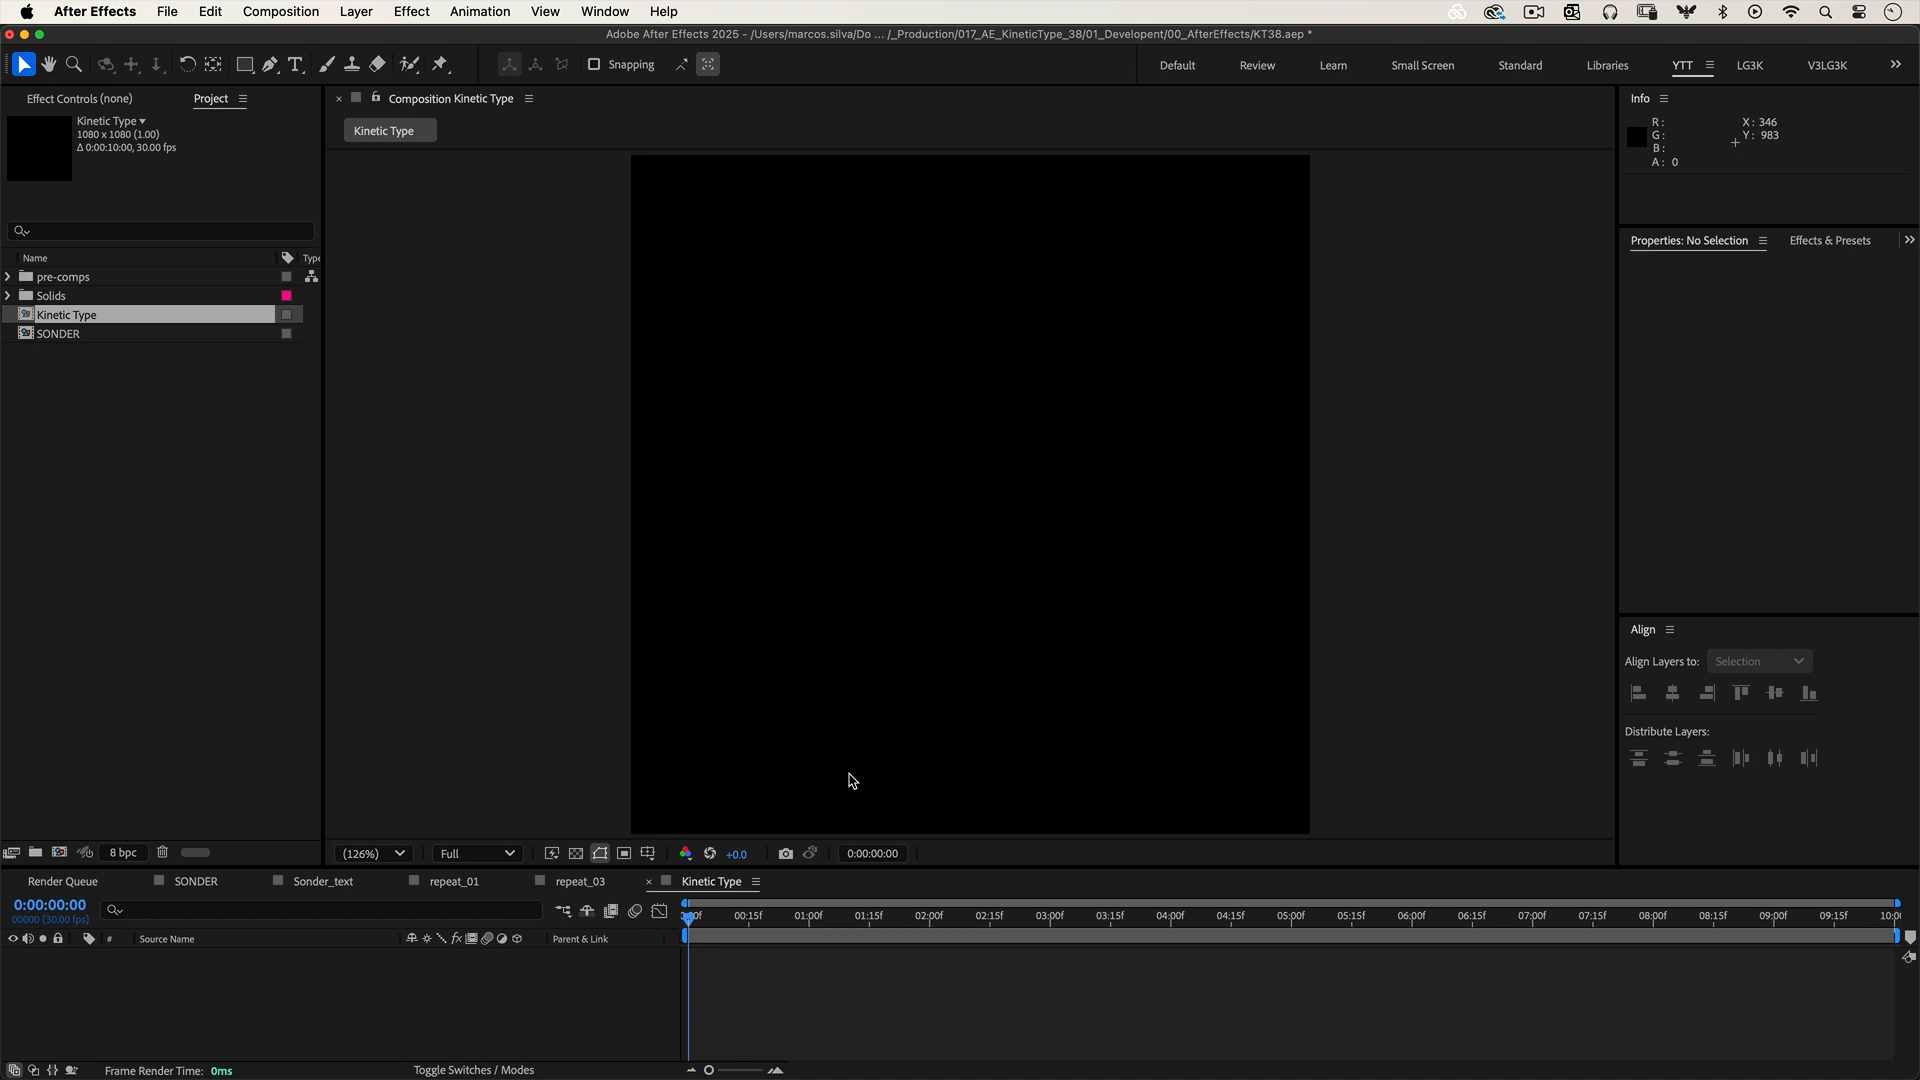 After Effects File Edit Composition Layer Effect Animation View Window Help
Adobe After Effects 2025 - /Users/marcos.silva/Do ... /_Production/017_AE_KineticType_38/01_Developent/00_AfterEffects/KT38.aep *
Snapping
Default Review Learn Small Screen Standard Libraries YTT LG3K V3LG3K
Effect Controls (none) Project
Kinetic Type
1080 x 1080 (1.00)
Δ 0:00:10:00, 30.00 fps
Name Type
pre-comps
Solids
Kinetic Type
SONDER
8 bpc
Composition Kinetic Type
Kinetic Type
(126%) Full +0.0 0:00:00:00
Info
R: X: 346
G: Y: 983
B:
A: 0
Properties: No Selection Effects & Presets
Align
Align Layers to: Selection
Distribute Layers:
Render Queue SONDER Sonder_text repeat_01 repeat_03 Kinetic Type
0:00:00:00
00000 (30.00 fps)
00:15f 01:00f 01:15f 02:00f 02:15f 03:00f 03:15f 04:00f 04:15f 05:00f 05:15f 06:00f 06:15f 07:00f 07:15f 08:00f 08:15f 09:00f 09:15f
# Source Name fx Parent & Link
Frame Render Time: 0ms Toggle Switches / Modes